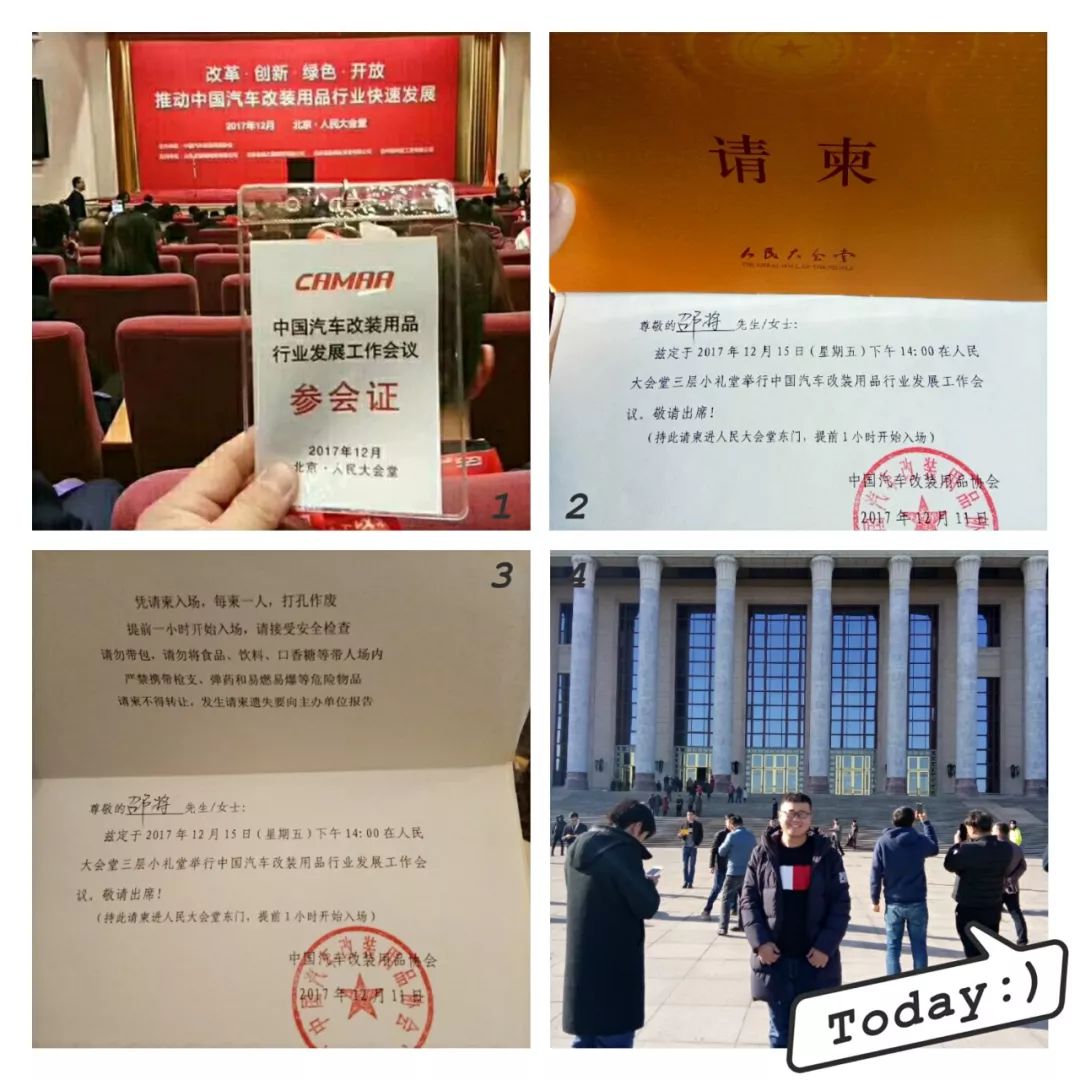 改革·创新·绿色·开放
推动中国汽车改装用品行业快速发展
2017年12月 北京·人民大会堂
CAMAA
中国汽车改装用品
行业发展工作会议
参会证
2017年12月
北京·人民大会堂
1
请柬
人民大会堂
THE GREAT HALL OF THE PEOPLE
尊敬的邵将 先生/女士:
兹定于2017年12月15日(星期五)下午14:00在人民
大会堂三层小礼堂举行中国汽车改装用品行业发展工作会
议。敬请出席!
(持此请柬进人民大会堂东门,提前1小时开始入场)
中国汽车改装用品协会
2017年12月11日
2
3
凭请柬入场,每柬一人,打孔作废
提前一小时开始入场,请接受安全检查
请勿带包,请勿将食品、饮料、口香糖等带人场内
严禁携带枪支、弹药和易燃易爆等危险物品
请柬不得转让,发生请柬遗失要向主办单位报告
尊敬的邵将 先生/女士:
兹定于2017年12月15日(星期五)下午14:00在人民
大会堂三层小礼堂举行中国汽车改装用品行业发展工作会
议。敬请出席!
(持此请柬进人民大会堂东门,提前1小时开始入场)
中国汽车改装用品协会
2017年12月11日
4
Today:)